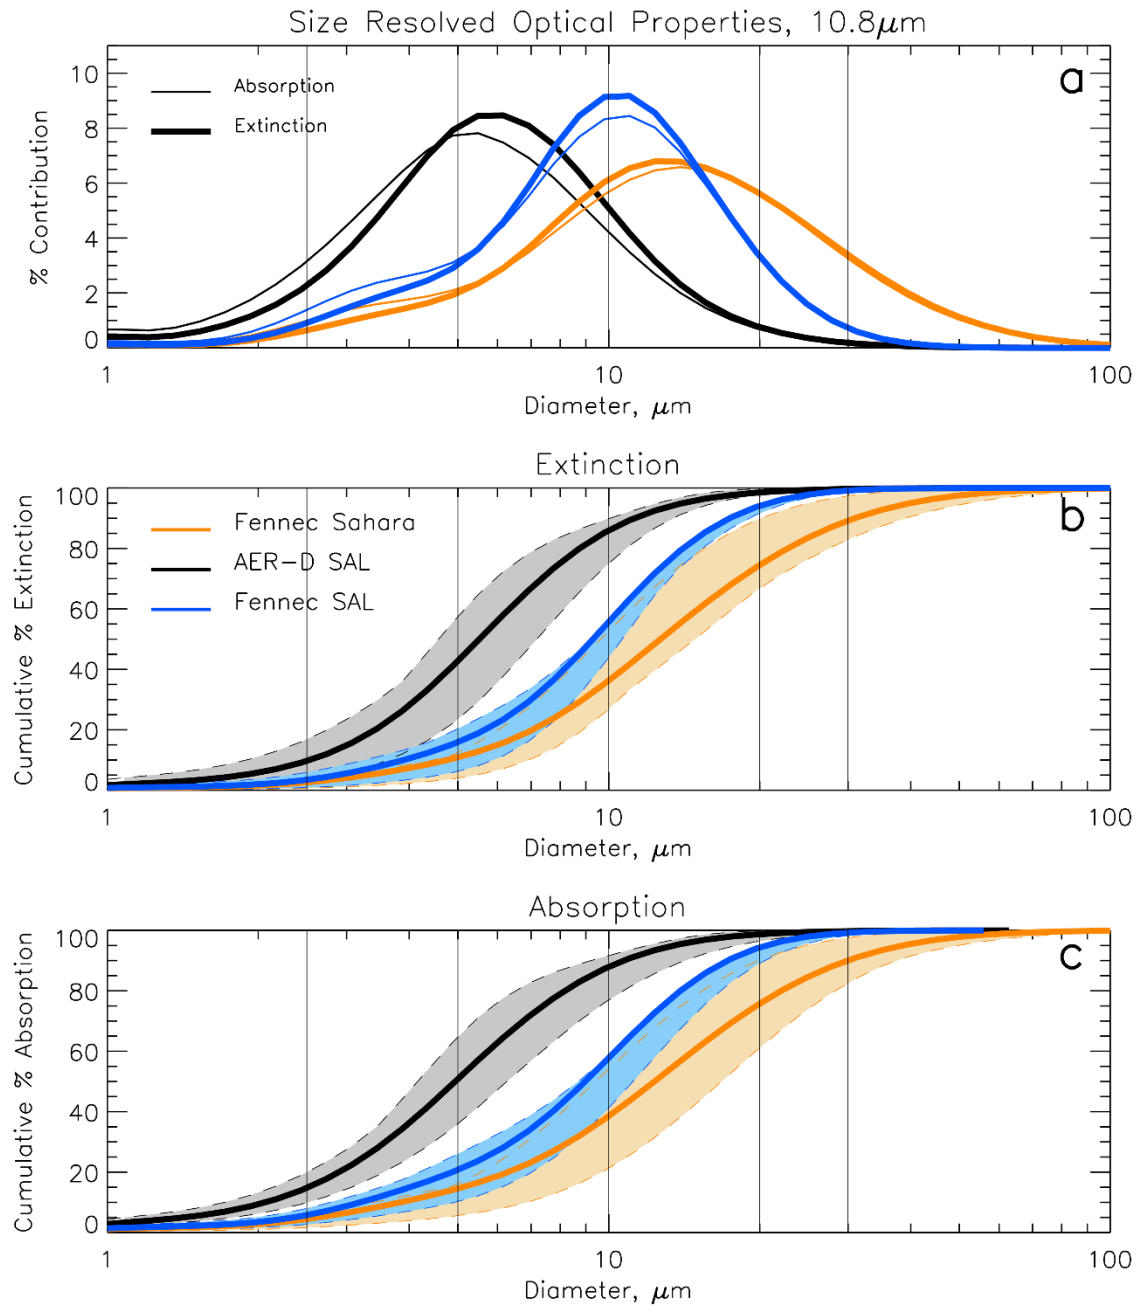 Size Resolved Optical Properties, 10.8μm
a
% Contribution
10
8
6
4
2
0
Absorption
Extinction
1
10
100
Diameter, μm
Extinction
b
Cumulative % Extinction
100
80
60
40
20
0
Fennec Sahara
AER-D SAL
Fennec SAL
1
10
100
Diameter, μm
Absorption
c
Cumulative % Absorption
100
80
60
40
20
0
1
10
100
Diameter, μm